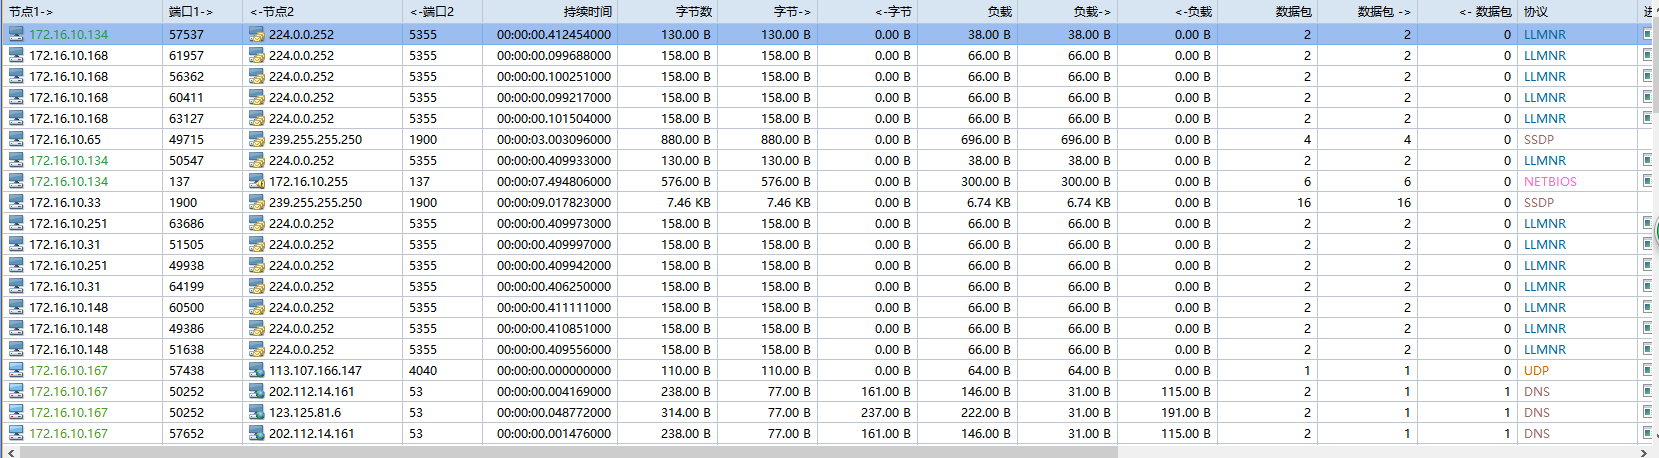 节点1-> 端口1-> <-节点2 <-端口2 持续时间 字节数 字节-> <-字节 负载 负载-> <-负载 数据包 数据包 -> <- 数据包 协议
172.16.10.134 57537 224.0.0.252 5355 00:00:00.412454000 130.00 B 130.00 B 0.00 B 38.00 B 38.00 B 0.00 B 2 2 0 LLMNR
172.16.10.168 61957 224.0.0.252 5355 00:00:00.099688000 158.00 B 158.00 B 0.00 B 66.00 B 66.00 B 0.00 B 2 2 0 LLMNR
172.16.10.168 56362 224.0.0.252 5355 00:00:00.100251000 158.00 B 158.00 B 0.00 B 66.00 B 66.00 B 0.00 B 2 2 0 LLMNR
172.16.10.168 60411 224.0.0.252 5355 00:00:00.099217000 158.00 B 158.00 B 0.00 B 66.00 B 66.00 B 0.00 B 2 2 0 LLMNR
172.16.10.168 63127 224.0.0.252 5355 00:00:00.101504000 158.00 B 158.00 B 0.00 B 66.00 B 66.00 B 0.00 B 2 2 0 LLMNR
172.16.10.65 49715 239.255.255.250 1900 00:00:03.003096000 880.00 B 880.00 B 0.00 B 696.00 B 696.00 B 0.00 B 4 4 0 SSDP
172.16.10.134 50547 224.0.0.252 5355 00:00:00.409933000 130.00 B 130.00 B 0.00 B 38.00 B 38.00 B 0.00 B 2 2 0 LLMNR
172.16.10.134 137 172.16.10.255 137 00:00:07.494806000 576.00 B 576.00 B 0.00 B 300.00 B 300.00 B 0.00 B 6 6 0 NETBIOS
172.16.10.33 1900 239.255.255.250 1900 00:00:09.017823000 7.46 KB 7.46 KB 0.00 B 6.74 KB 6.74 KB 0.00 B 16 16 0 SSDP
172.16.10.251 63686 224.0.0.252 5355 00:00:00.409973000 158.00 B 158.00 B 0.00 B 66.00 B 66.00 B 0.00 B 2 2 0 LLMNR
172.16.10.31 51505 224.0.0.252 5355 00:00:00.409997000 158.00 B 158.00 B 0.00 B 66.00 B 66.00 B 0.00 B 2 2 0 LLMNR
172.16.10.251 49938 224.0.0.252 5355 00:00:00.409942000 158.00 B 158.00 B 0.00 B 66.00 B 66.00 B 0.00 B 2 2 0 LLMNR
172.16.10.31 64199 224.0.0.252 5355 00:00:00.406250000 158.00 B 158.00 B 0.00 B 66.00 B 66.00 B 0.00 B 2 2 0 LLMNR
172.16.10.148 60500 224.0.0.252 5355 00:00:00.411111000 158.00 B 158.00 B 0.00 B 66.00 B 66.00 B 0.00 B 2 2 0 LLMNR
172.16.10.148 49386 224.0.0.252 5355 00:00:00.410851000 158.00 B 158.00 B 0.00 B 66.00 B 66.00 B 0.00 B 2 2 0 LLMNR
172.16.10.148 51638 224.0.0.252 5355 00:00:00.409556000 158.00 B 158.00 B 0.00 B 66.00 B 66.00 B 0.00 B 2 2 0 LLMNR
172.16.10.167 57438 113.107.166.147 4040 00:00:00.000000000 110.00 B 110.00 B 0.00 B 64.00 B 64.00 B 0.00 B 1 1 0 UDP
172.16.10.167 50252 202.112.14.161 53 00:00:00.004169000 238.00 B 77.00 B 161.00 B 146.00 B 31.00 B 115.00 B 2 1 1 DNS
172.16.10.167 50252 123.125.81.6 53 00:00:00.048772000 314.00 B 77.00 B 237.00 B 222.00 B 31.00 B 191.00 B 2 1 1 DNS
172.16.10.167 57652 202.112.14.161 53 00:00:00.001476000 238.00 B 77.00 B 161.00 B 146.00 B 31.00 B 115.00 B 2 1 1 DNS